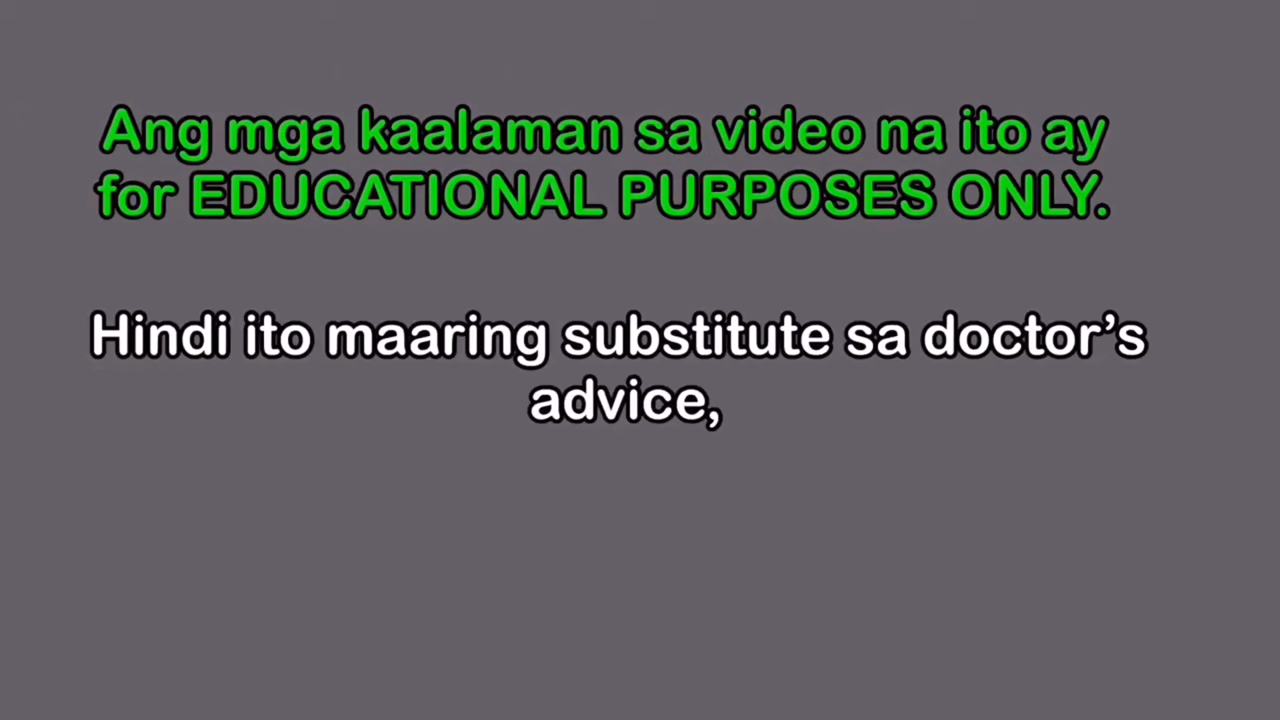 Ang mga kaalaman sa video na ito ay
for EDUCATIONAL PURPOSES ONLY.
Hindi ito maaring substitute sa doctor’s
advice,